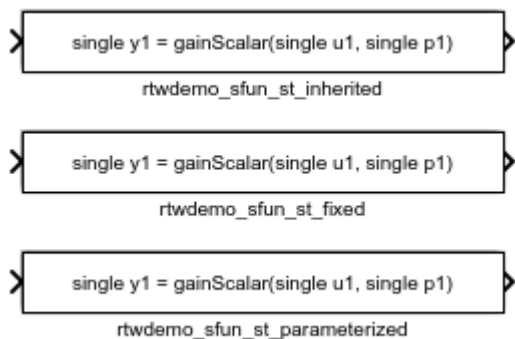 single y1 = gainScalar(single u1, single p1)
rtwdemo_sfun_st_inherited
single y1 = gainScalar(single u1, single p1)
rtwdemo_sfun_st_fixed
single y1 = gainScalar(single u1, single p1)
rtwdemo_sfun_st_parameterized